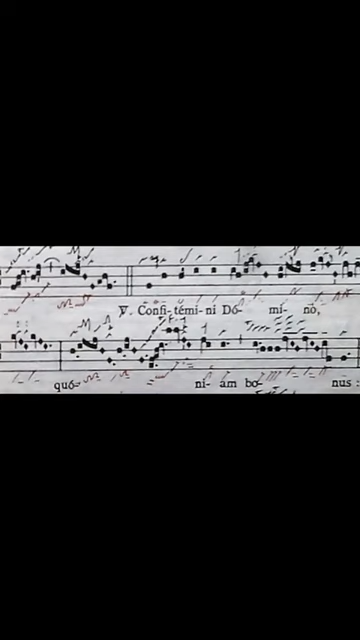 ℣. Confi-témi-ni Dó- mi- no,
quó- ni- am bo- nus :